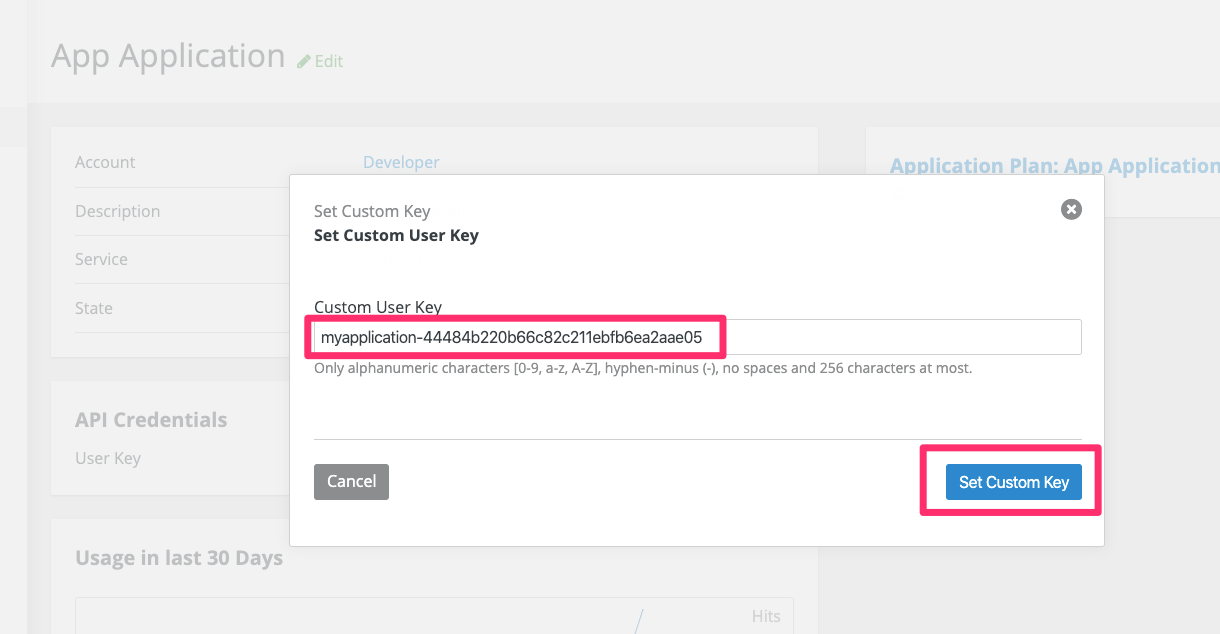 App Application Edit
Account Developer
Application Plan: App Application
Description
Service
State
Set Custom Key
Set Custom User Key
Custom User Key
myapplication-44484b220b66c82c211ebfb6ea2aae05
Only alphanumeric characters [0-9, a-z, A-Z], hyphen-minus (-), no spaces and 256 characters at most.
API Credentials
User Key
Cancel
Set Custom Key
Usage in last 30 Days
Hits